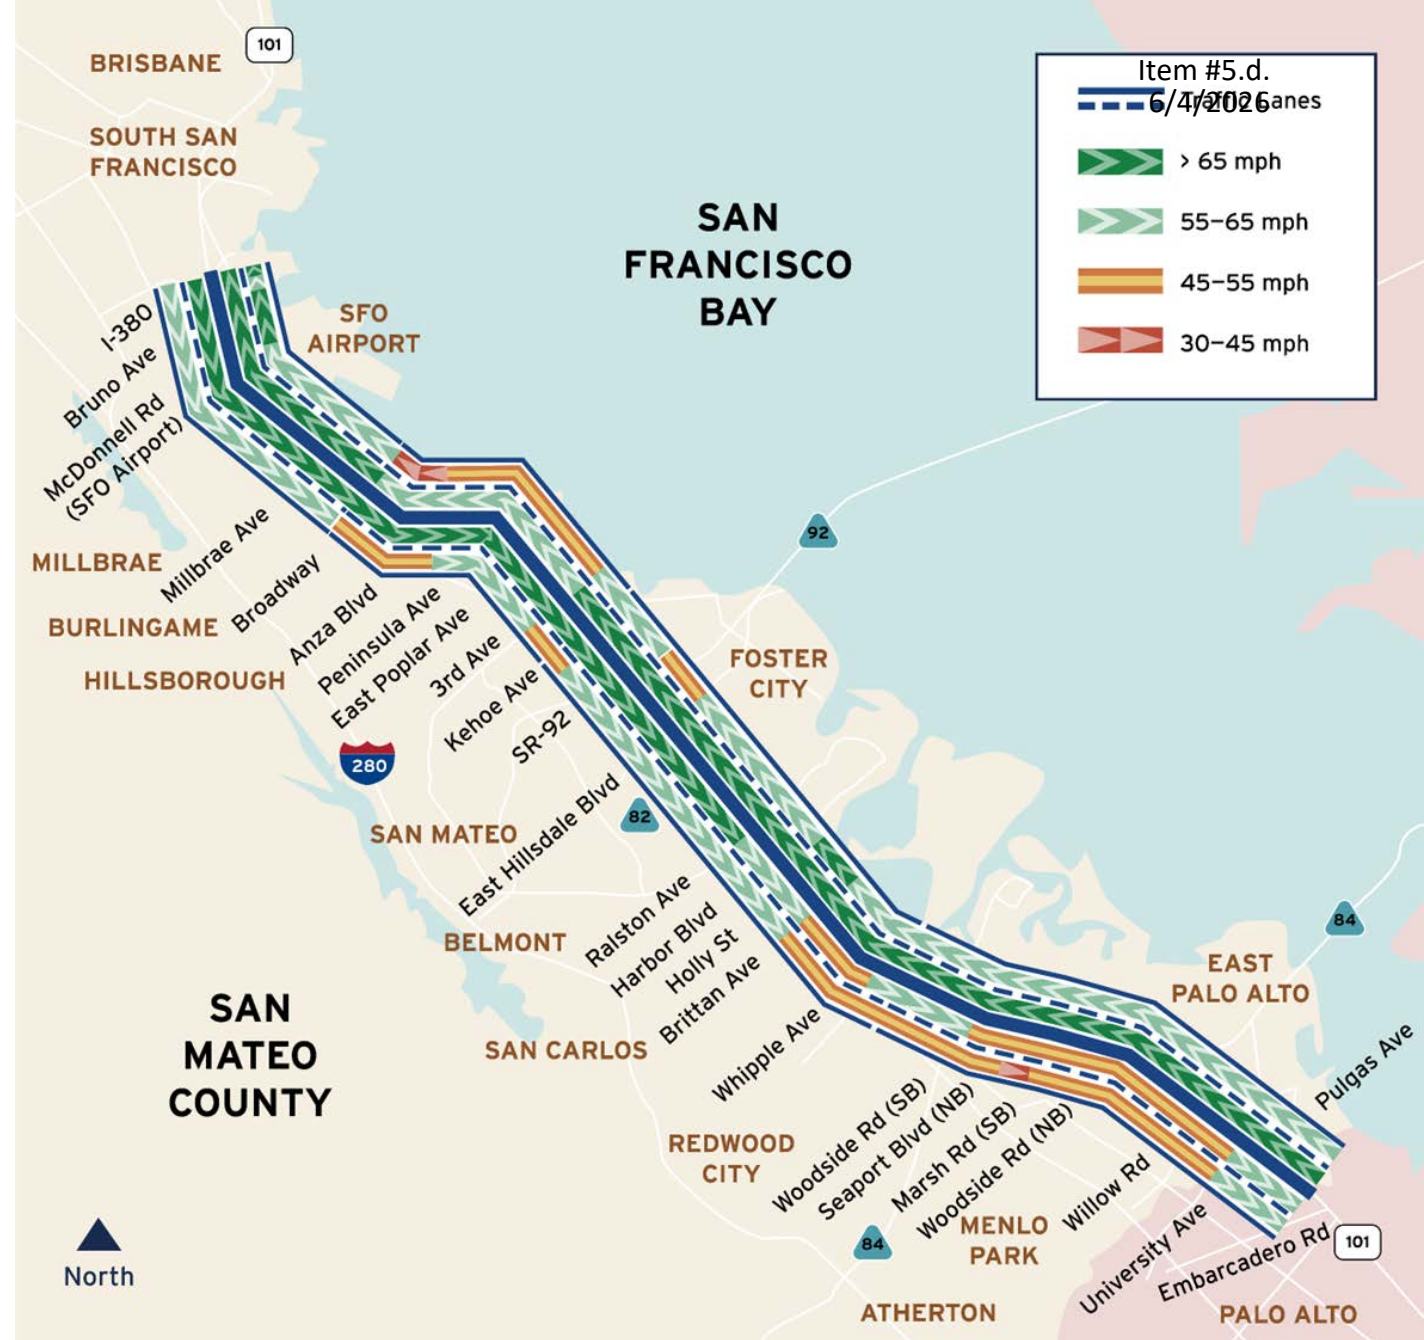 101
BRISBANE
SOUTH SAN
FRANCISCO
Item #5.d.
6/4/2026
Traffic Lanes
> 65 mph
55–65 mph
45–55 mph
30–45 mph
SAN
FRANCISCO
BAY
SFO
AIRPORT
I-380
Bruno Ave
McDonnell Rd
(SFO Airport)
Millbrae Ave
MILLBRAE
Broadway
BURLINGAME
Anza Blvd
HILLSBOROUGH
Peninsula Ave
East Poplar Ave
3rd Ave
Kehoe Ave
SR-92
92
FOSTER
CITY
280
82
SAN MATEO
East Hillsdale Blvd
BELMONT
Ralston Ave
Harbor Blvd
Holly St
Brittan Ave
SAN CARLOS
Whipple Ave
84
EAST
PALO ALTO
SAN
MATEO
COUNTY
Pulgas Ave
REDWOOD
CITY
Woodside Rd (SB)
Seaport Blvd (NB)
Marsh Rd (SB)
Woodside Rd (NB)
Willow Rd
University Ave
Embarcadero Rd
101
84
MENLO
PARK
North
ATHERTON
PALO ALTO